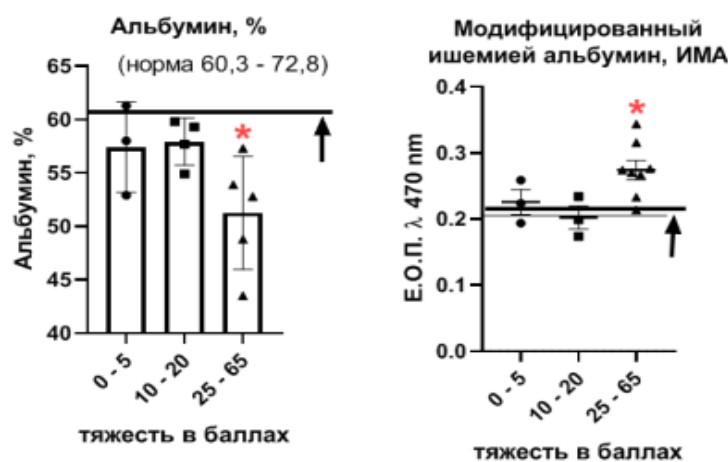 Альбумин, %
(норма 60,3 - 72,8)
Альбумин, %
65
60
55
50
45
40
*
0 - 5
10 - 20
25 - 65
тяжесть в баллах
Модифицированный
ишемией альбумин, ИМА
Е.О.П. λ 470 nm
0.4
0.3
0.2
0.1
0.0
*
0 - 5
10 - 20
25 - 65
тяжесть в баллах